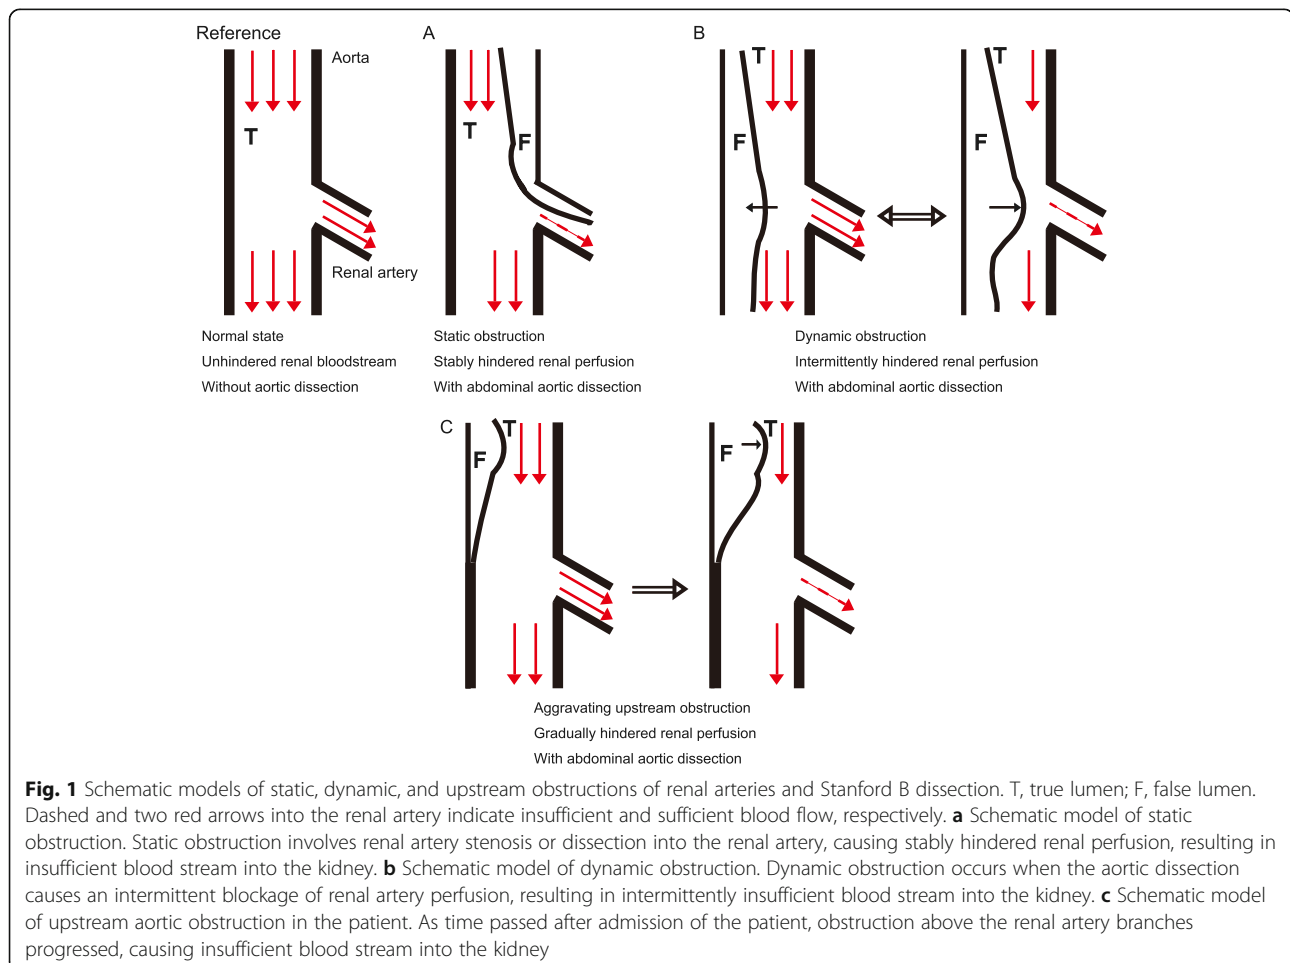 Reference
Aorta
T
Renal artery
Normal state
Unhindered renal bloodstream
Without aortic dissection
A
T
F
Static obstruction
Stably hindered renal perfusion
With abdominal aortic dissection
B
T
F
T
F
Dynamic obstruction
Intermittently hindered renal perfusion
With abdominal aortic dissection
C
T
F
T
F
Aggravating upstream obstruction
Gradually hindered renal perfusion
With abdominal aortic dissection
Fig. 1 Schematic models of static, dynamic, and upstream obstructions of renal arteries and Stanford B dissection. T, true lumen; F, false lumen.
Dashed and two red arrows into the renal artery indicate insufficient and sufficient blood flow, respectively. a Schematic model of static
obstruction. Static obstruction involves renal artery stenosis or dissection into the renal artery, causing stably hindered renal perfusion, resulting in
insufficient blood stream into the kidney. b Schematic model of dynamic obstruction. Dynamic obstruction occurs when the aortic dissection
causes an intermittent blockage of renal artery perfusion, resulting in intermittently insufficient blood stream into the kidney. c Schematic model
of upstream aortic obstruction in the patient. As time passed after admission of the patient, obstruction above the renal artery branches
progressed, causing insufficient blood stream into the kidney